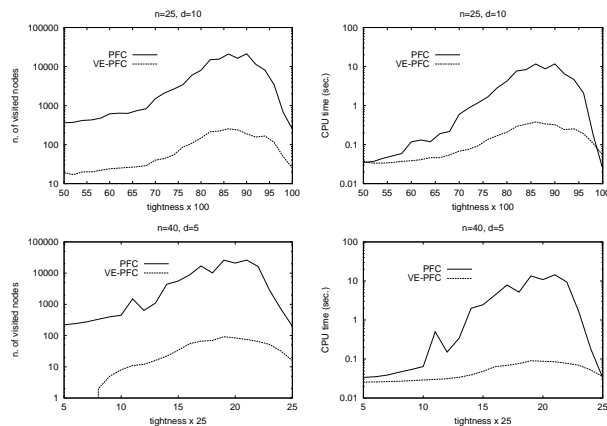 n=25, d=10
n. of visited nodes
100000
10000
1000
100
10
PFC
VE-PFC
50 55 60 65 70 75 80 85 90 95 100
tightness x 100
n=25, d=10
CPU time (sec.)
100
10
1
0.1
0.01
PFC
VE-PFC
50 55 60 65 70 75 80 85 90 95 100
tightness x 100
n=40, d=5
n. of visited nodes
100000
10000
1000
100
10
1
PFC
VE-PFC
5 10 15 20 25
tightness x 25
n=40, d=5
CPU time (sec.)
100
10
1
0.1
0.01
PFC
VE-PFC
5 10 15 20 25
tightness x 25